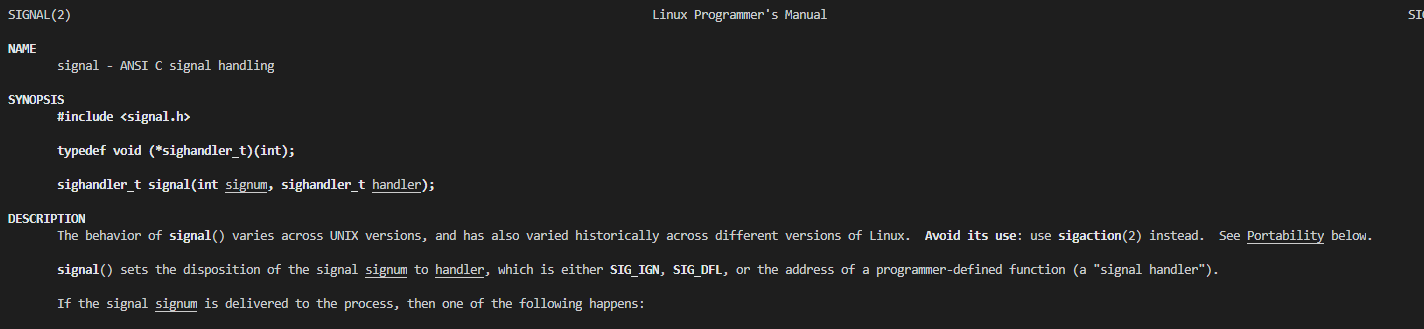 SIGNAL(2) Linux Programmer's Manual
NAME
signal - ANSI C signal handling
SYNOPSIS
#include <signal.h>
typedef void (*sighandler_t)(int);
sighandler_t signal(int signum, sighandler_t handler);
DESCRIPTION
The behavior of signal() varies across UNIX versions, and has also varied historically across different versions of Linux.  Avoid its use: use sigaction(2) instead.  See Portability below.
signal() sets the disposition of the signal signum to handler, which is either SIG_IGN, SIG_DFL, or the address of a programmer-defined function (a "signal handler").
If the signal signum is delivered to the process, then one of the following happens: